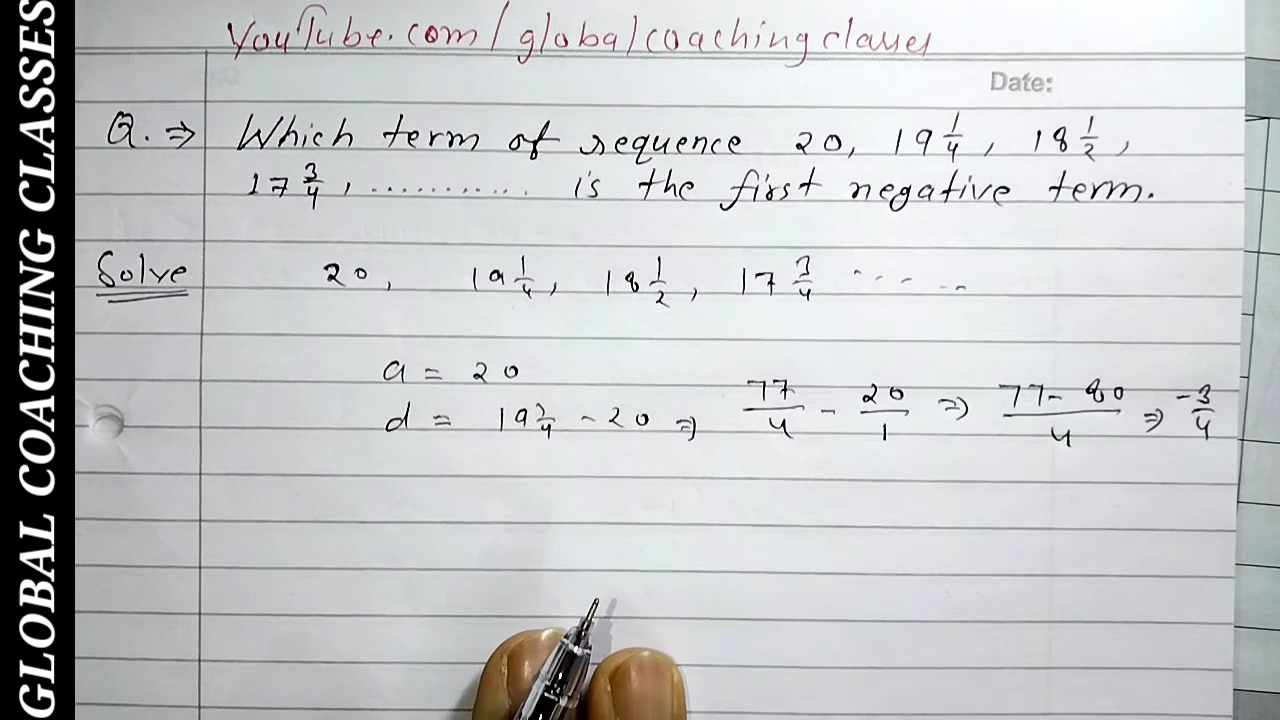 GLOBAL COACHING CLASSES
YouTube.com/globalcoachingclasses
Date:
Q. ⇒ Which term of sequence 20, 19 1/4, 18 1/2,
17 3/4, ............ is the first negative term.
Solve 20, 19 1/4, 18 1/2, 17 3/4 .....
a = 20
d = 19 1/4 - 20 ⇒ 77/4 - 20/1 ⇒ 77 - 80/4 ⇒ -3/4